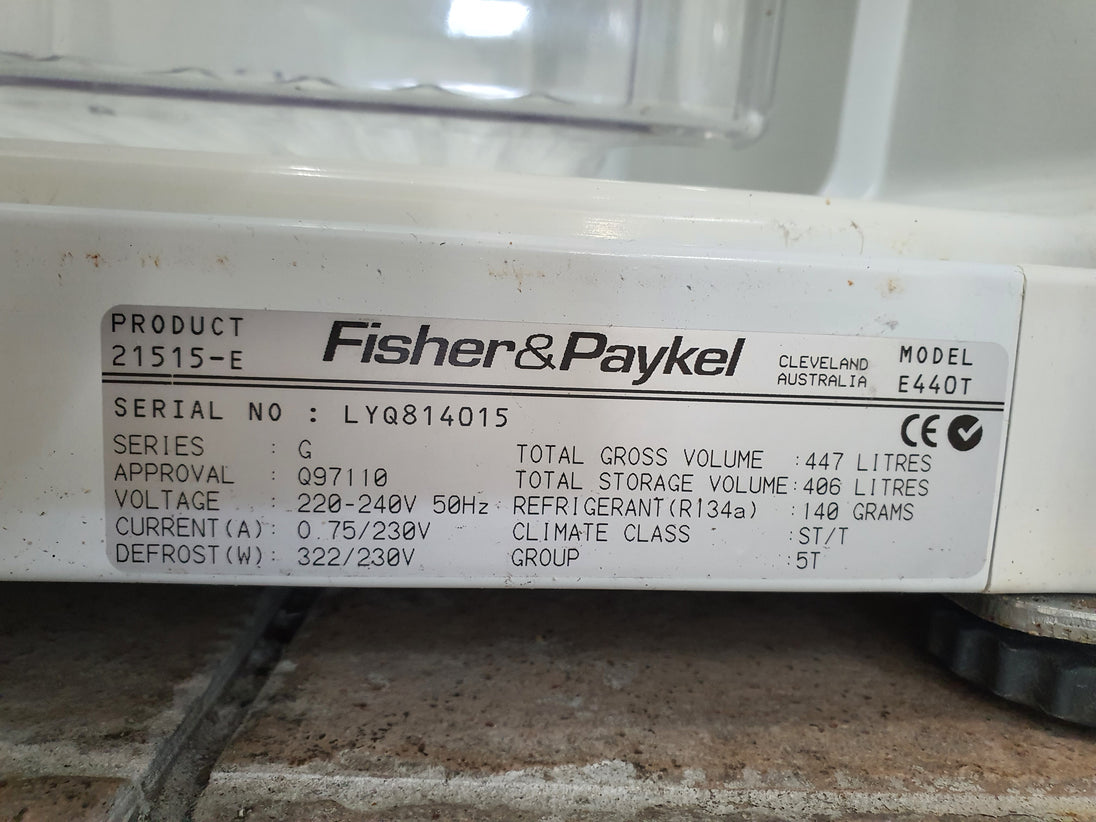 PRODUCT
21515-E
Fisher&Paykel
CLEVELAND
AUSTRALIA
MODEL
E440T
SERIAL NO : LYQ814015
CE
SERIES : G
APPROVAL : Q97110
VOLTAGE : 220-240V 50Hz
CURRENT(A): 0.75/230V
DEFROST(W): 322/230V
TOTAL GROSS VOLUME :447 LITRES
TOTAL STORAGE VOLUME:406 LITRES
REFRIGERANT(R134a) :140 GRAMS
CLIMATE CLASS :ST/T
GROUP :5T